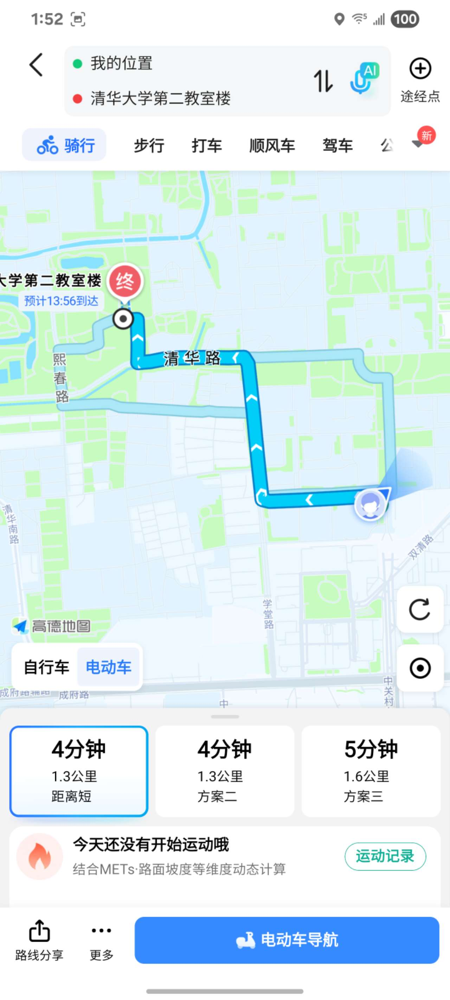 1:52
5
100
我的位置
AI
清华大学第二教室楼
途经点
骑行
步行
打车
顺风车
驾车
新
大学第二教室楼
终
预计13:56到达
清华路
熙春路
清华南路
双清路
学堂路
高德地图
自行车
电动车
成府路辅路
成府路
中
中关村
4分钟
1.3公里
距离短
4分钟
1.3公里
方案二
5分钟
1.6公里
方案三
今天还没有开始运动哦
结合METs·路面坡度等维度动态计算
运动记录
路线分享
更多
电动车导航